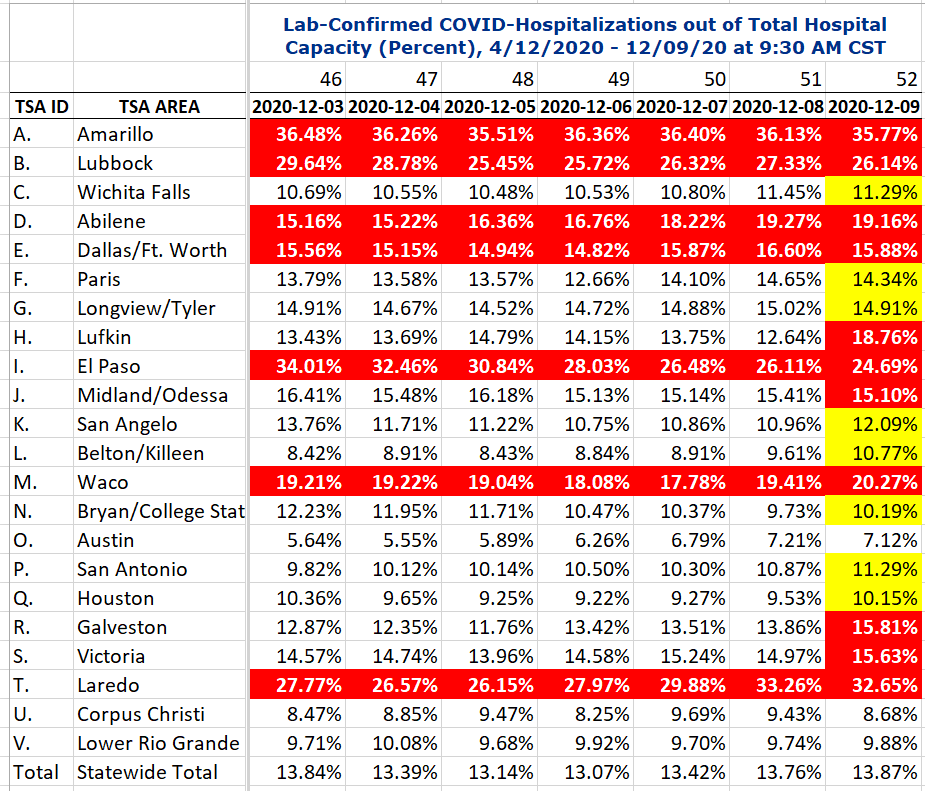 Lab-Confirmed COVID-Hospitalizations out of Total Hospital
Capacity (Percent), 4/12/2020 - 12/09/20 at 9:30 AM CST
46 47 48 49 50 51 52
TSA ID TSA AREA 2020-12-03 2020-12-04 2020-12-05 2020-12-06 2020-12-07 2020-12-08 2020-12-09
A. Amarillo 36.48% 36.26% 35.51% 36.36% 36.40% 36.13% 35.77%
B. Lubbock 29.64% 28.78% 25.45% 25.72% 26.32% 27.33% 26.14%
C. Wichita Falls 10.69% 10.55% 10.48% 10.53% 10.80% 11.45% 11.29%
D. Abilene 15.16% 15.22% 16.36% 16.76% 18.22% 19.27% 19.16%
E. Dallas/Ft. Worth 15.56% 15.15% 14.94% 14.82% 15.87% 16.60% 15.88%
F. Paris 13.79% 13.58% 13.57% 12.66% 14.10% 14.65% 14.34%
G. Longview/Tyler 14.91% 14.67% 14.52% 14.72% 14.88% 15.02% 14.91%
H. Lufkin 13.43% 13.69% 14.79% 14.15% 13.75% 12.64% 18.76%
I. El Paso 34.01% 32.46% 30.84% 28.03% 26.48% 26.11% 24.69%
J. Midland/Odessa 16.41% 15.48% 16.18% 15.13% 15.14% 15.41% 15.10%
K. San Angelo 13.76% 11.71% 11.22% 10.75% 10.86% 10.96% 12.09%
L. Belton/Killeen 8.42% 8.91% 8.43% 8.84% 8.91% 9.61% 10.77%
M. Waco 19.21% 19.22% 19.04% 18.08% 17.78% 19.41% 20.27%
N. Bryan/College Stat 12.23% 11.95% 11.71% 10.47% 10.37% 9.73% 10.19%
O. Austin 5.64% 5.55% 5.89% 6.26% 6.79% 7.21% 7.12%
P. San Antonio 9.82% 10.12% 10.14% 10.50% 10.30% 10.87% 11.29%
Q. Houston 10.36% 9.65% 9.25% 9.22% 9.27% 9.53% 10.15%
R. Galveston 12.87% 12.35% 11.76% 13.42% 13.51% 13.86% 15.81%
S. Victoria 14.57% 14.74% 13.96% 14.58% 15.24% 14.97% 15.63%
T. Laredo 27.77% 26.57% 26.15% 27.97% 29.88% 33.26% 32.65%
U. Corpus Christi 8.47% 8.85% 9.47% 8.25% 9.69% 9.43% 8.68%
V. Lower Rio Grande 9.71% 10.08% 9.68% 9.92% 9.70% 9.74% 9.88%
Total Statewide Total 13.84% 13.39% 13.14% 13.07% 13.42% 13.76% 13.87%